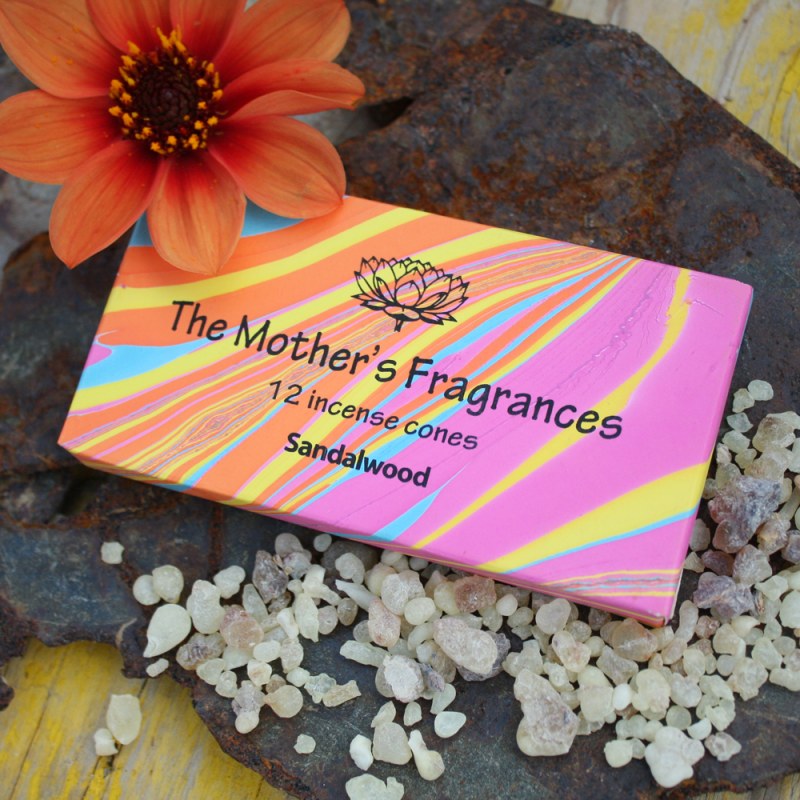 The Mother's Fragrances
12 incense cones
Sandalwood